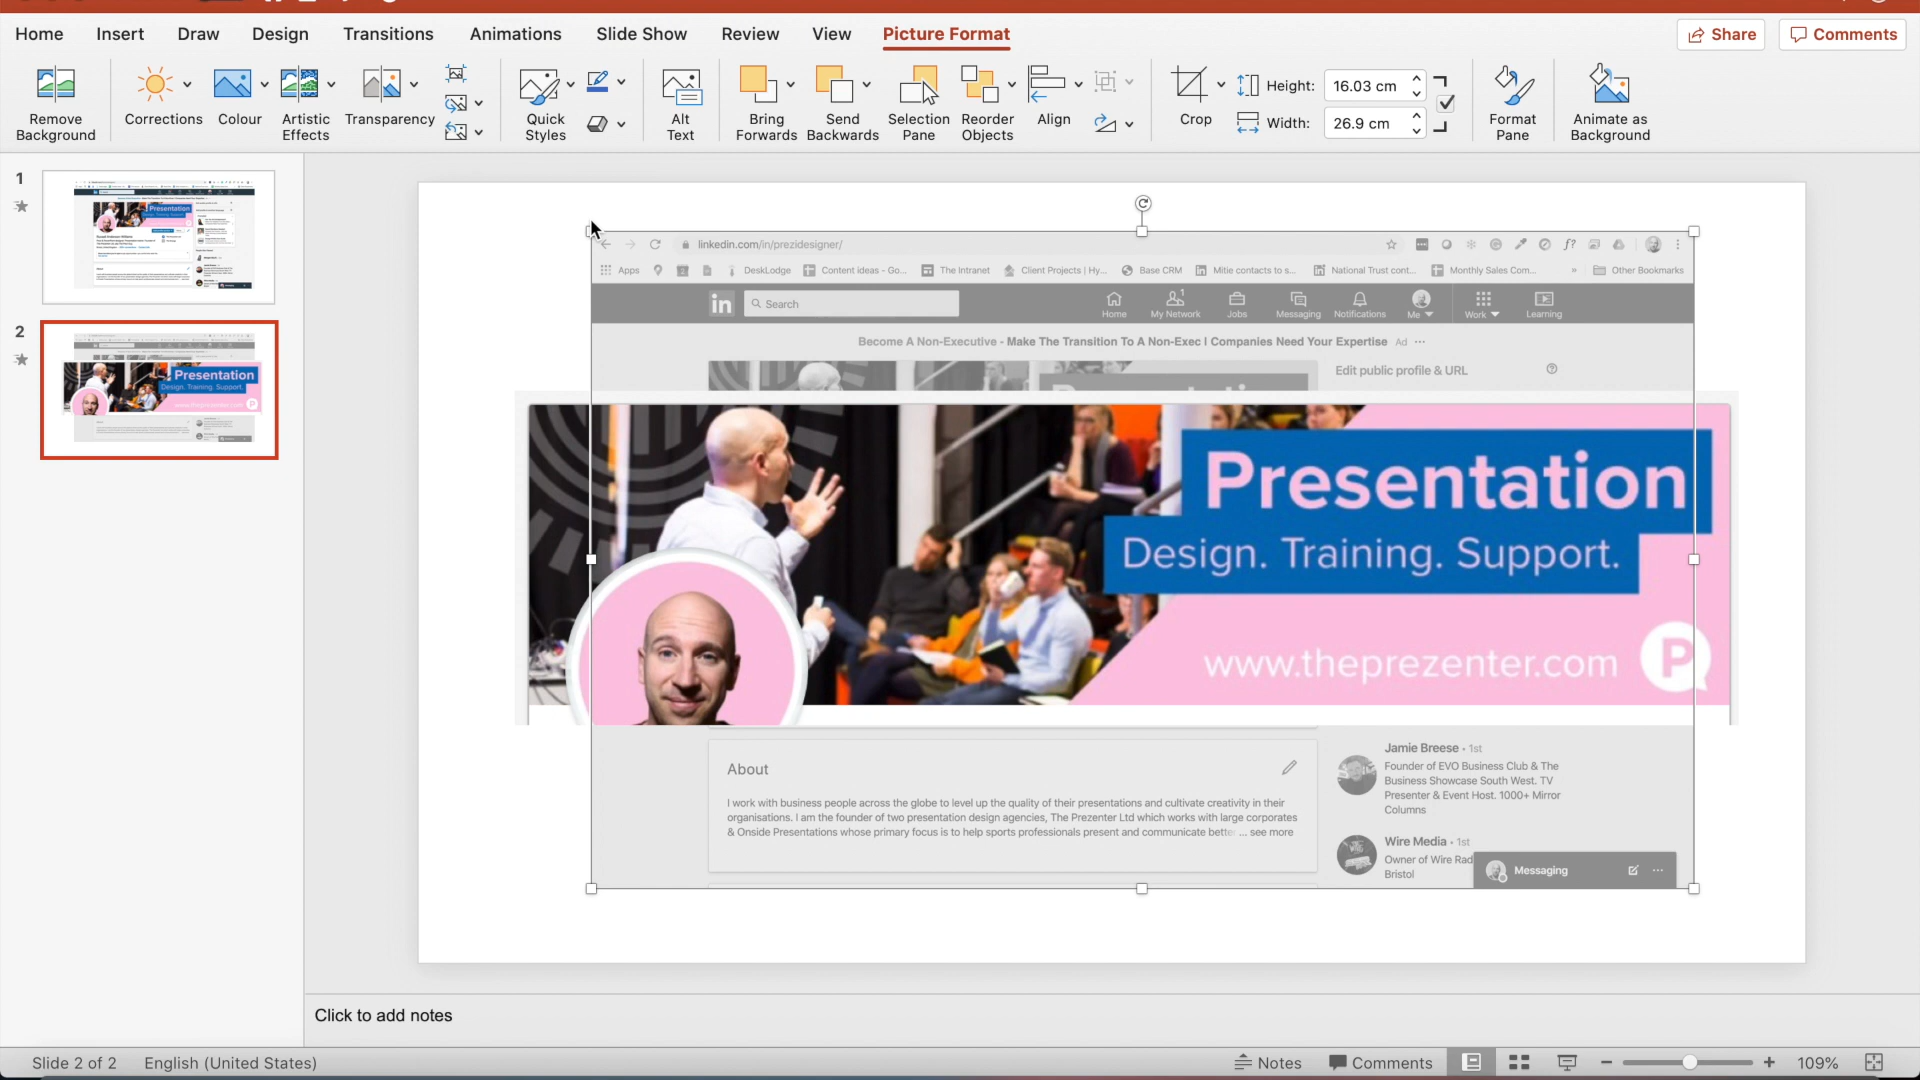 Home Insert Draw Design Transitions Animations Slide Show Review View Picture Format Share Comments
Remove Background
Corrections
Colour
Artistic Effects
Transparency
Quick Styles
Alt Text
Bring Forwards
Send Backwards
Selection Pane
Reorder Objects
Align
Crop
Height: 16.03 cm
Width: 26.9 cm
Format Pane
Animate as Background
1
2
linkedin.com/in/prezidesigner/
Apps DeskLodge Content ideas - Go... The Intranet Client Projects | Hy... Base CRM Mitie contacts to s... National Trust cont... Monthly Sales Com... » Other Bookmarks
in Search Home My Network 1 Jobs Messaging Notifications Me Work Learning
Become A Non-Executive - Make The Transition To A Non-Exec | Companies Need Your Expertise Ad ...
Edit public profile & URL
Presentation
Design. Training. Support.
www.theprezenter.com
P
About
I work with business people across the globe to level up the quality of their presentations and cultivate creativity in their
organisations. I am the founder of two presentation design agencies, The Prezenter Ltd which works with large corporates
& Onside Presentations whose primary focus is to help sports professionals present and communicate bette ... see more
Jamie Breese • 1st
Founder of EVO Business Club & The
Business Showcase South West. TV
Presenter & Event Host. 1000+ Mirror
Columns
Wire Media • 1st
Owner of Wire Rad
Bristol
Messaging
Click to add notes
Slide 2 of 2 English (United States) Notes Comments 109%